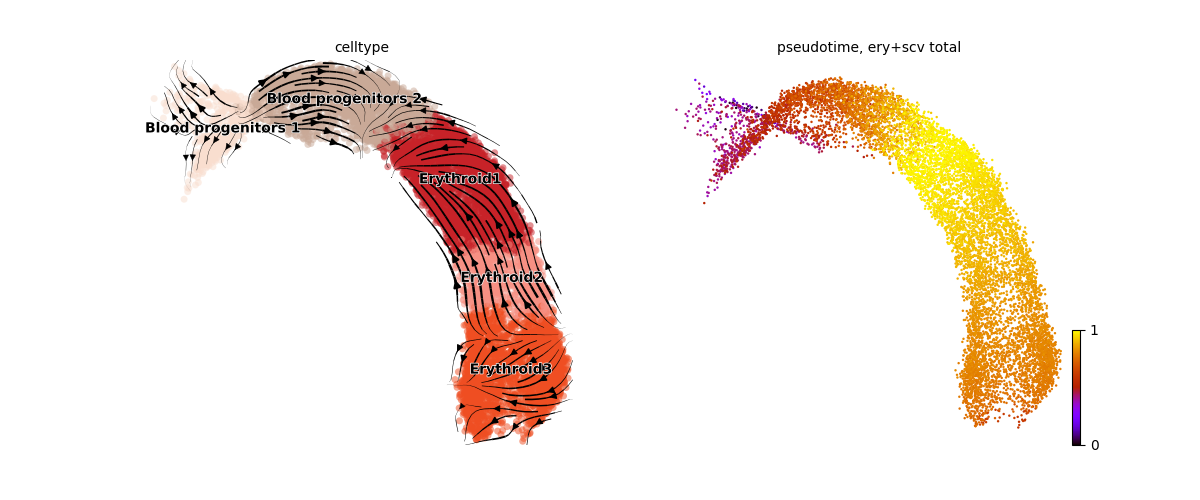 celltype
pseudotime, ery+scv total
Blood progenitors 2
Blood progenitors 1
Erythroid1
Erythroid2
Erythroid3
1
0